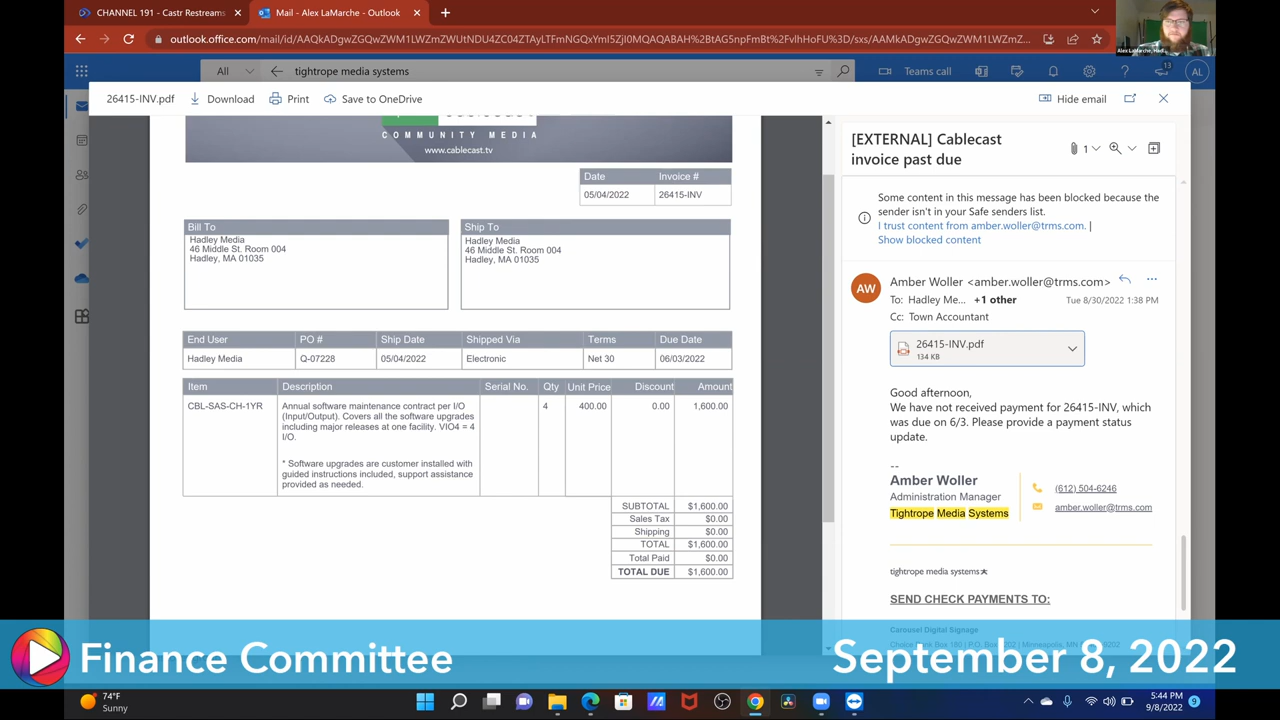 CHANNEL 191 - Castr Restreams
Mail - Alex LaMarche - Outlook
All
tightrope media systems
Teams call
13
AL
26415-INV.pdf
Download
Print
Save to OneDrive
Hide email
COMMUNITY MEDIA
www.cablecast.tv
Date Invoice #
05/04/2022 26415-INV
Bill To
Hadley Media
46 Middle St. Room 004
Hadley, MA 01035
Ship To
Hadley Media
46 Middle St. Room 004
Hadley, MA 01035
End User PO # Ship Date Shipped Via Terms Due Date
Hadley Media Q-07228 05/04/2022 Electronic Net 30 06/03/2022
Item Description Serial No. Qty Unit Price Discount Amount
CBL-SAS-CH-1YR Annual software maintenance contract per I/O 4 400.00 0.00 1,600.00
(Input/Output). Covers all the software upgrades
including major releases at one facility. VIO4 = 4
I/O.
* Software upgrades are customer installed with
guided instructions included, support assistance
provided as needed.
SUBTOTAL $1,600.00
Sales Tax $0.00
Shipping $0.00
TOTAL $1,600.00
Total Paid $0.00
TOTAL DUE $1,600.00
[EXTERNAL] Cablecast
invoice past due
1
Some content in this message has been blocked because the
sender isn't in your Safe senders list.
I trust content from amber.woller@trms.com. |
Show blocked content
AW
Amber Woller <amber.woller@trms.com>
To: Hadley Me... +1 other
Tue 8/30/2022 1:38 PM
Cc: Town Accountant
26415-INV.pdf
134 KB
Good afternoon,
We have not received payment for 26415-INV, which
was due on 6/3. Please provide a payment status
update.
--
Amber Woller
Administration Manager
Tightrope Media Systems
(612) 504-6246
amber.woller@trms.com
tightrope media systems
SEND CHECK PAYMENTS TO:
Carousel Digital Signage
Finance Committee
September 8, 2022
74°F
Sunny
5:44 PM
9/8/2022
9